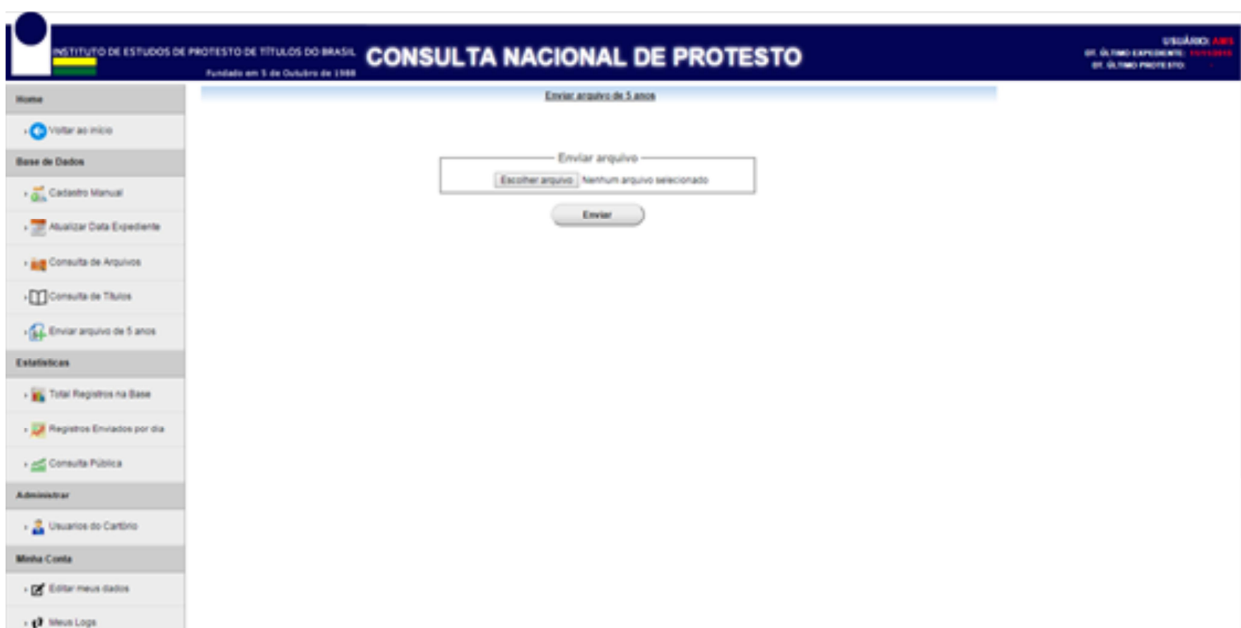 INSTITUTO DE ESTUDOS DE PROTESTO DE TÍTULOS DO BRASIL
Fundado em 5 de Outubro de 1988
CONSULTA NACIONAL DE PROTESTO
USUÁRIO:
DT. ÚLTIMO EXPEDIENTE:
DT. ÚLTIMO PROTESTO: -
Home
Voltar ao início
Base de Dados
Cadastro Manual
Atualizar Data Expediente
Consulta de Arquivos
Consulta de Títulos
Enviar arquivo de 5 anos
Estatísticas
Total Registros na Base
Registros Enviados por dia
Consulta Pública
Administrar
Usuarios do Cartório
Minha Conta
Editar meus dados
Meus Logs
Enviar arquivo de 5 anos
Enviar arquivo
Escolher arquivo Nenhum arquivo selecionado
Enviar